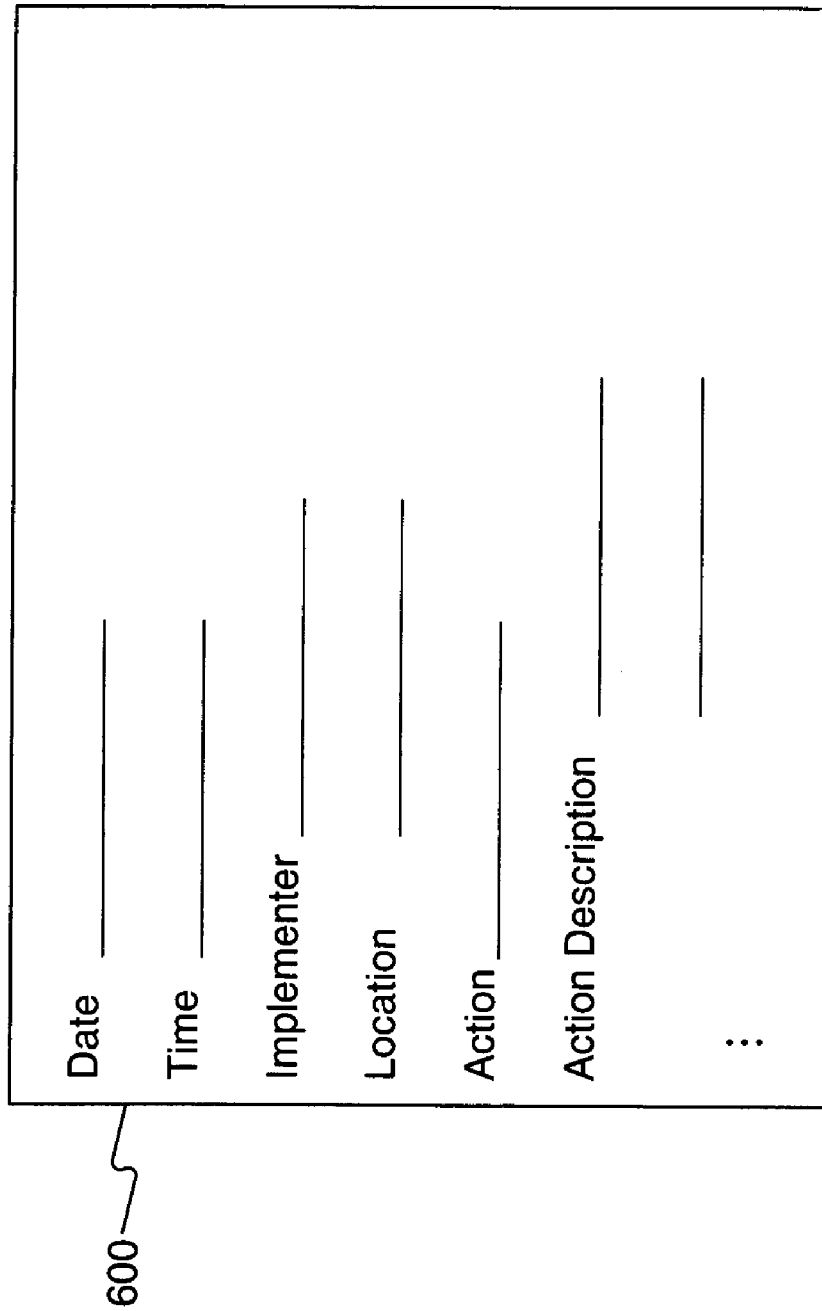 Date
Time
Implementer
Location
Action
Action Description
⋮
600